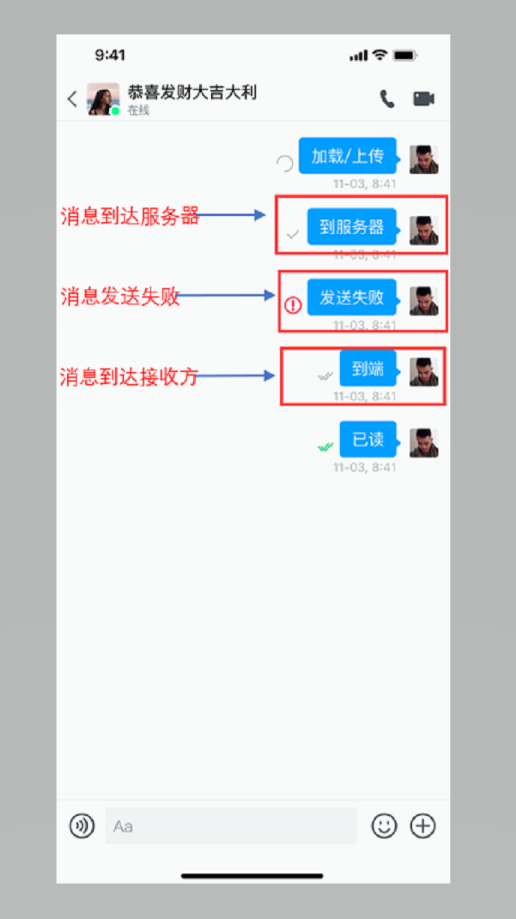 9:41
恭喜发财大吉大利
在线
加载/上传
11-03, 8:41
消息到达服务器
到服务器
11-03, 8:41
消息发送失败
发送失败
11-03, 8:41
消息到达接收方
到端
11-03, 8:41
已读
11-03, 8:41
Aa